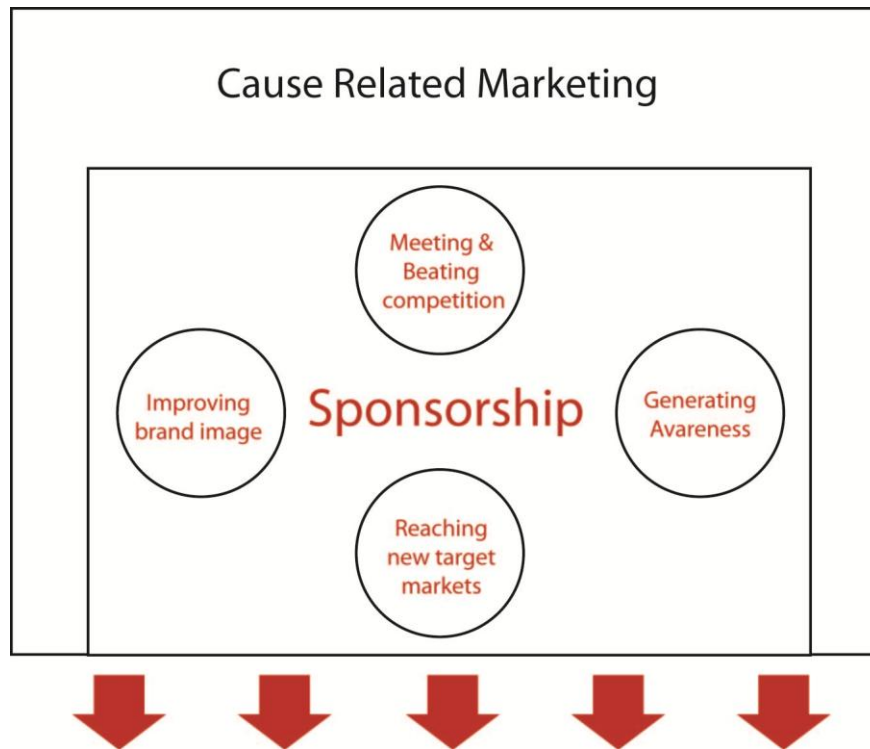 Cause Related Marketing
Meeting &
Beating
competition
Improving
brand image
Sponsorship
Generating
Avareness
Reaching
new target
markets